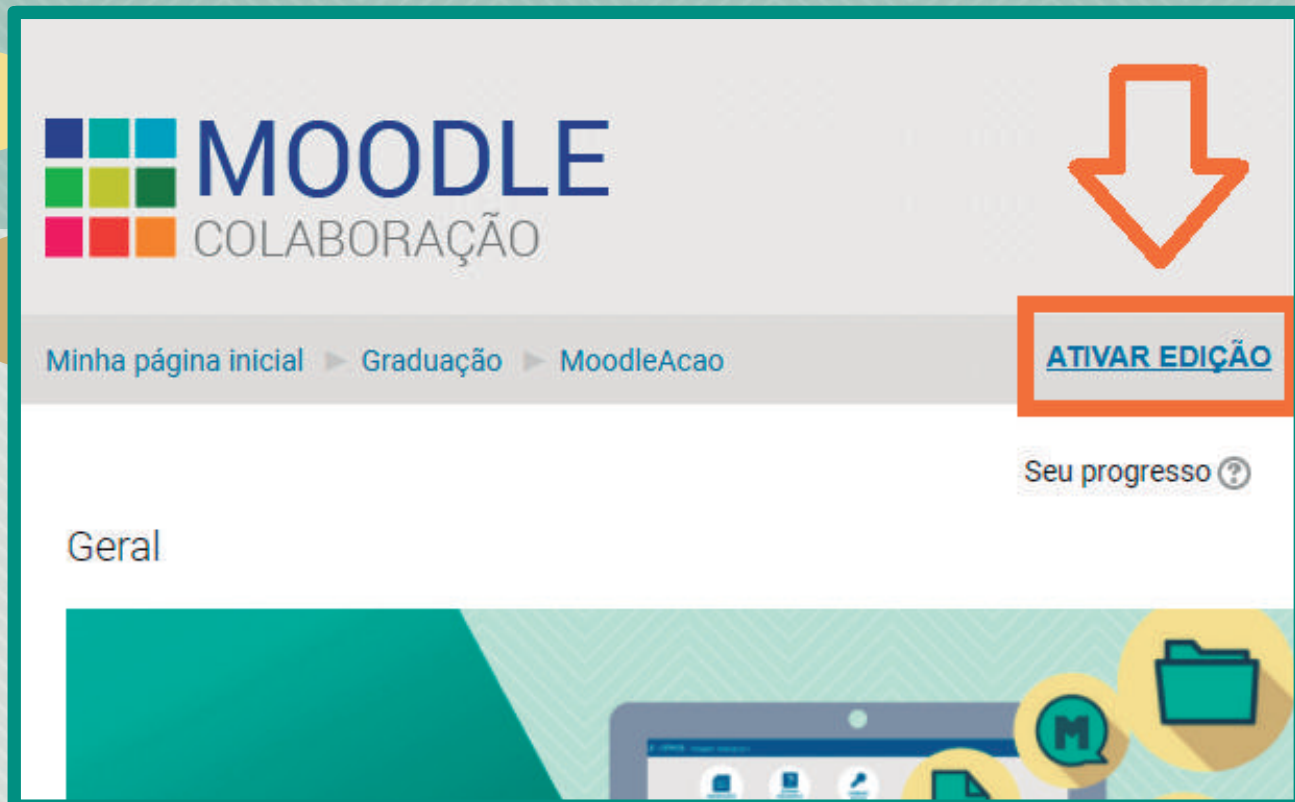 MOODLE
COLABORAÇÃO
Minha página inicial ► Graduação ► MoodleAcao
ATIVAR EDIÇÃO
Seu progresso
Geral
M